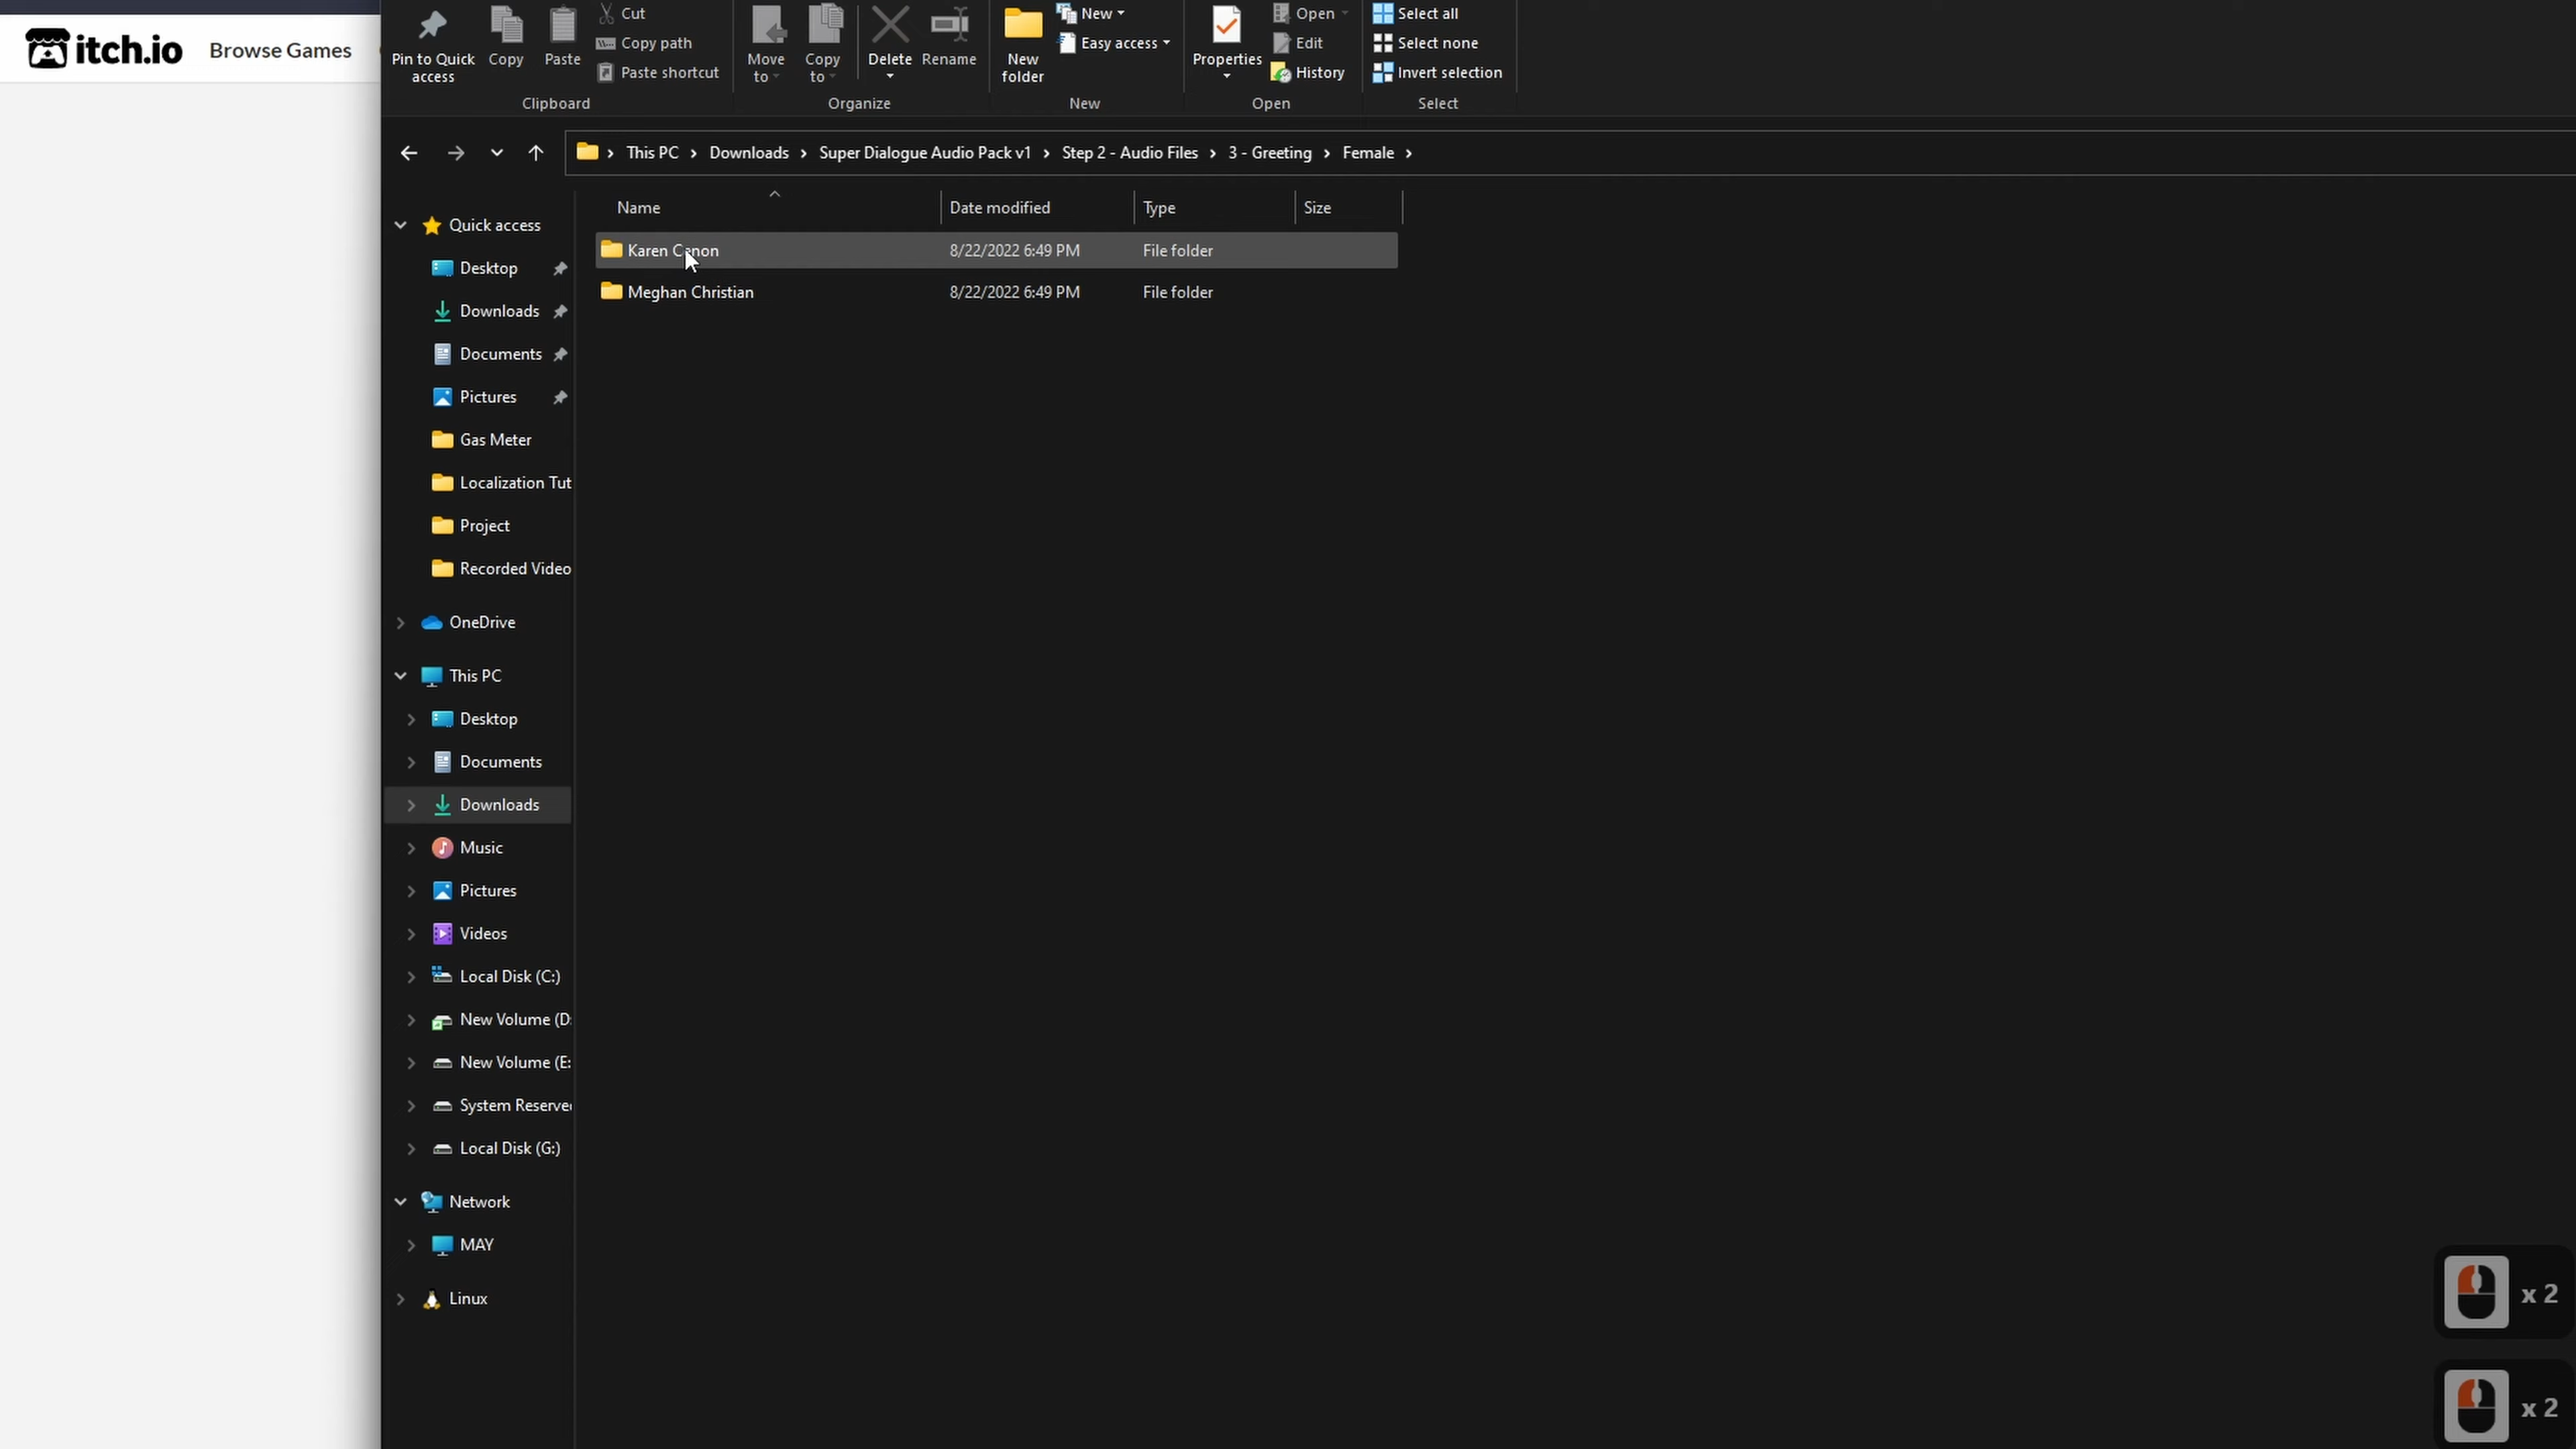 itch.io Browse Games
Pin to Quick access
Copy
Paste
Cut
Copy path
Paste shortcut
Clipboard
Move to
Copy to
Delete
Rename
Organize
New folder
New
Easy access
New
Properties
Open
Edit
History
Open
Select all
Select none
Invert selection
Select
This PC > Downloads > Super Dialogue Audio Pack v1 > Step 2 - Audio Files > 3 - Greeting > Female >
Name Date modified Type Size
Karen Cenon 8/22/2022 6:49 PM File folder
Meghan Christian 8/22/2022 6:49 PM File folder
Quick access
Desktop
Downloads
Documents
Pictures
Gas Meter
Localization Tut
Project
Recorded Video
OneDrive
This PC
Desktop
Documents
Downloads
Music
Pictures
Videos
Local Disk (C:)
New Volume (D:
New Volume (E:
System Reserve
Local Disk (G:)
Network
MAY
Linux
x 2
x 2